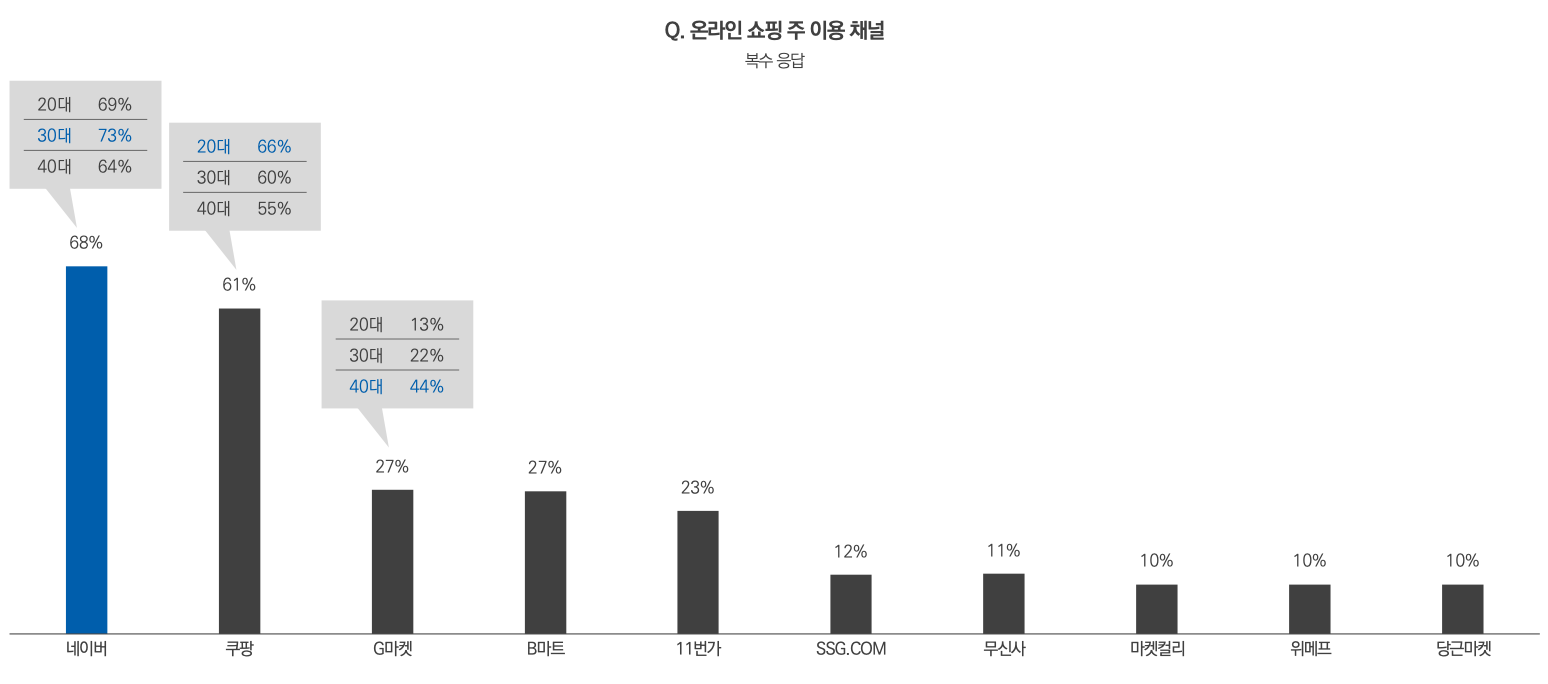 Q. 온라인 쇼핑 주 이용 채널
복수 응답
20대 69%
30대 73%
40대 64%
68%
20대 66%
30대 60%
40대 55%
61%
20대 13%
30대 22%
40대 44%
27%
27%
23%
12%
11%
10%
10%
10%
네이버 쿠팡 G마켓 B마트 11번가 SSG.COM 무신사 마켓컬리 위메프 당근마켓